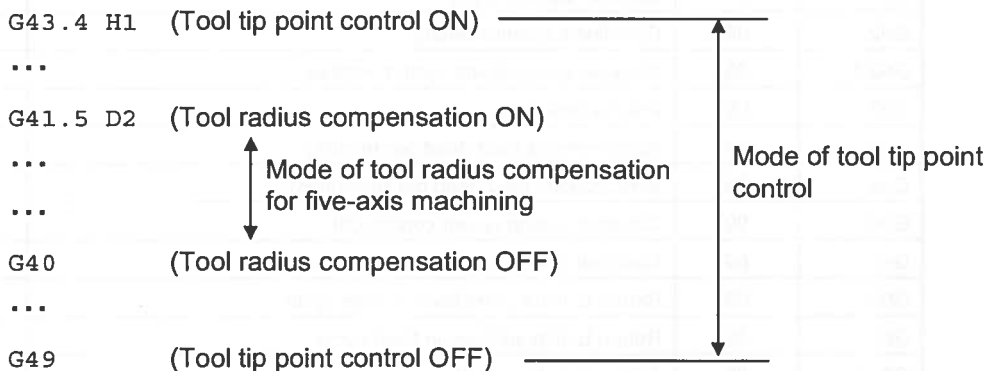 G43.4 H1 (Tool tip point control ON)
...
G41.5 D2 (Tool radius compensation ON)
... Mode of tool radius compensation
... for five-axis machining
Mode of tool tip point
control
G40 (Tool radius compensation OFF)
...
G49 (Tool tip point control OFF)